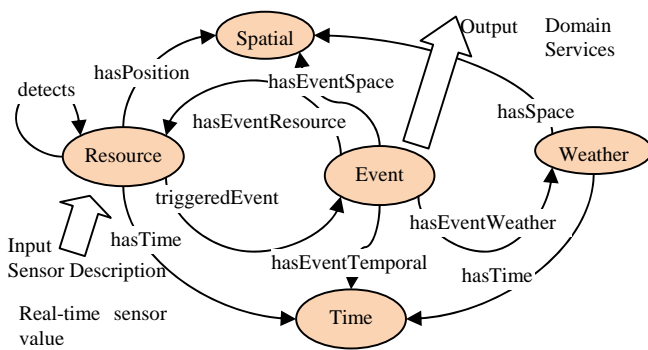 Spatial
Output Domain
Services
hasPosition
hasEventSpace
detects
hasSpace
hasEventResource
Resource
Weather
Event
triggeredEvent
hasEventWeather
Input
hasTime
Sensor Description
hasEventTemporal
hasTime
Real-time sensor
value
Time